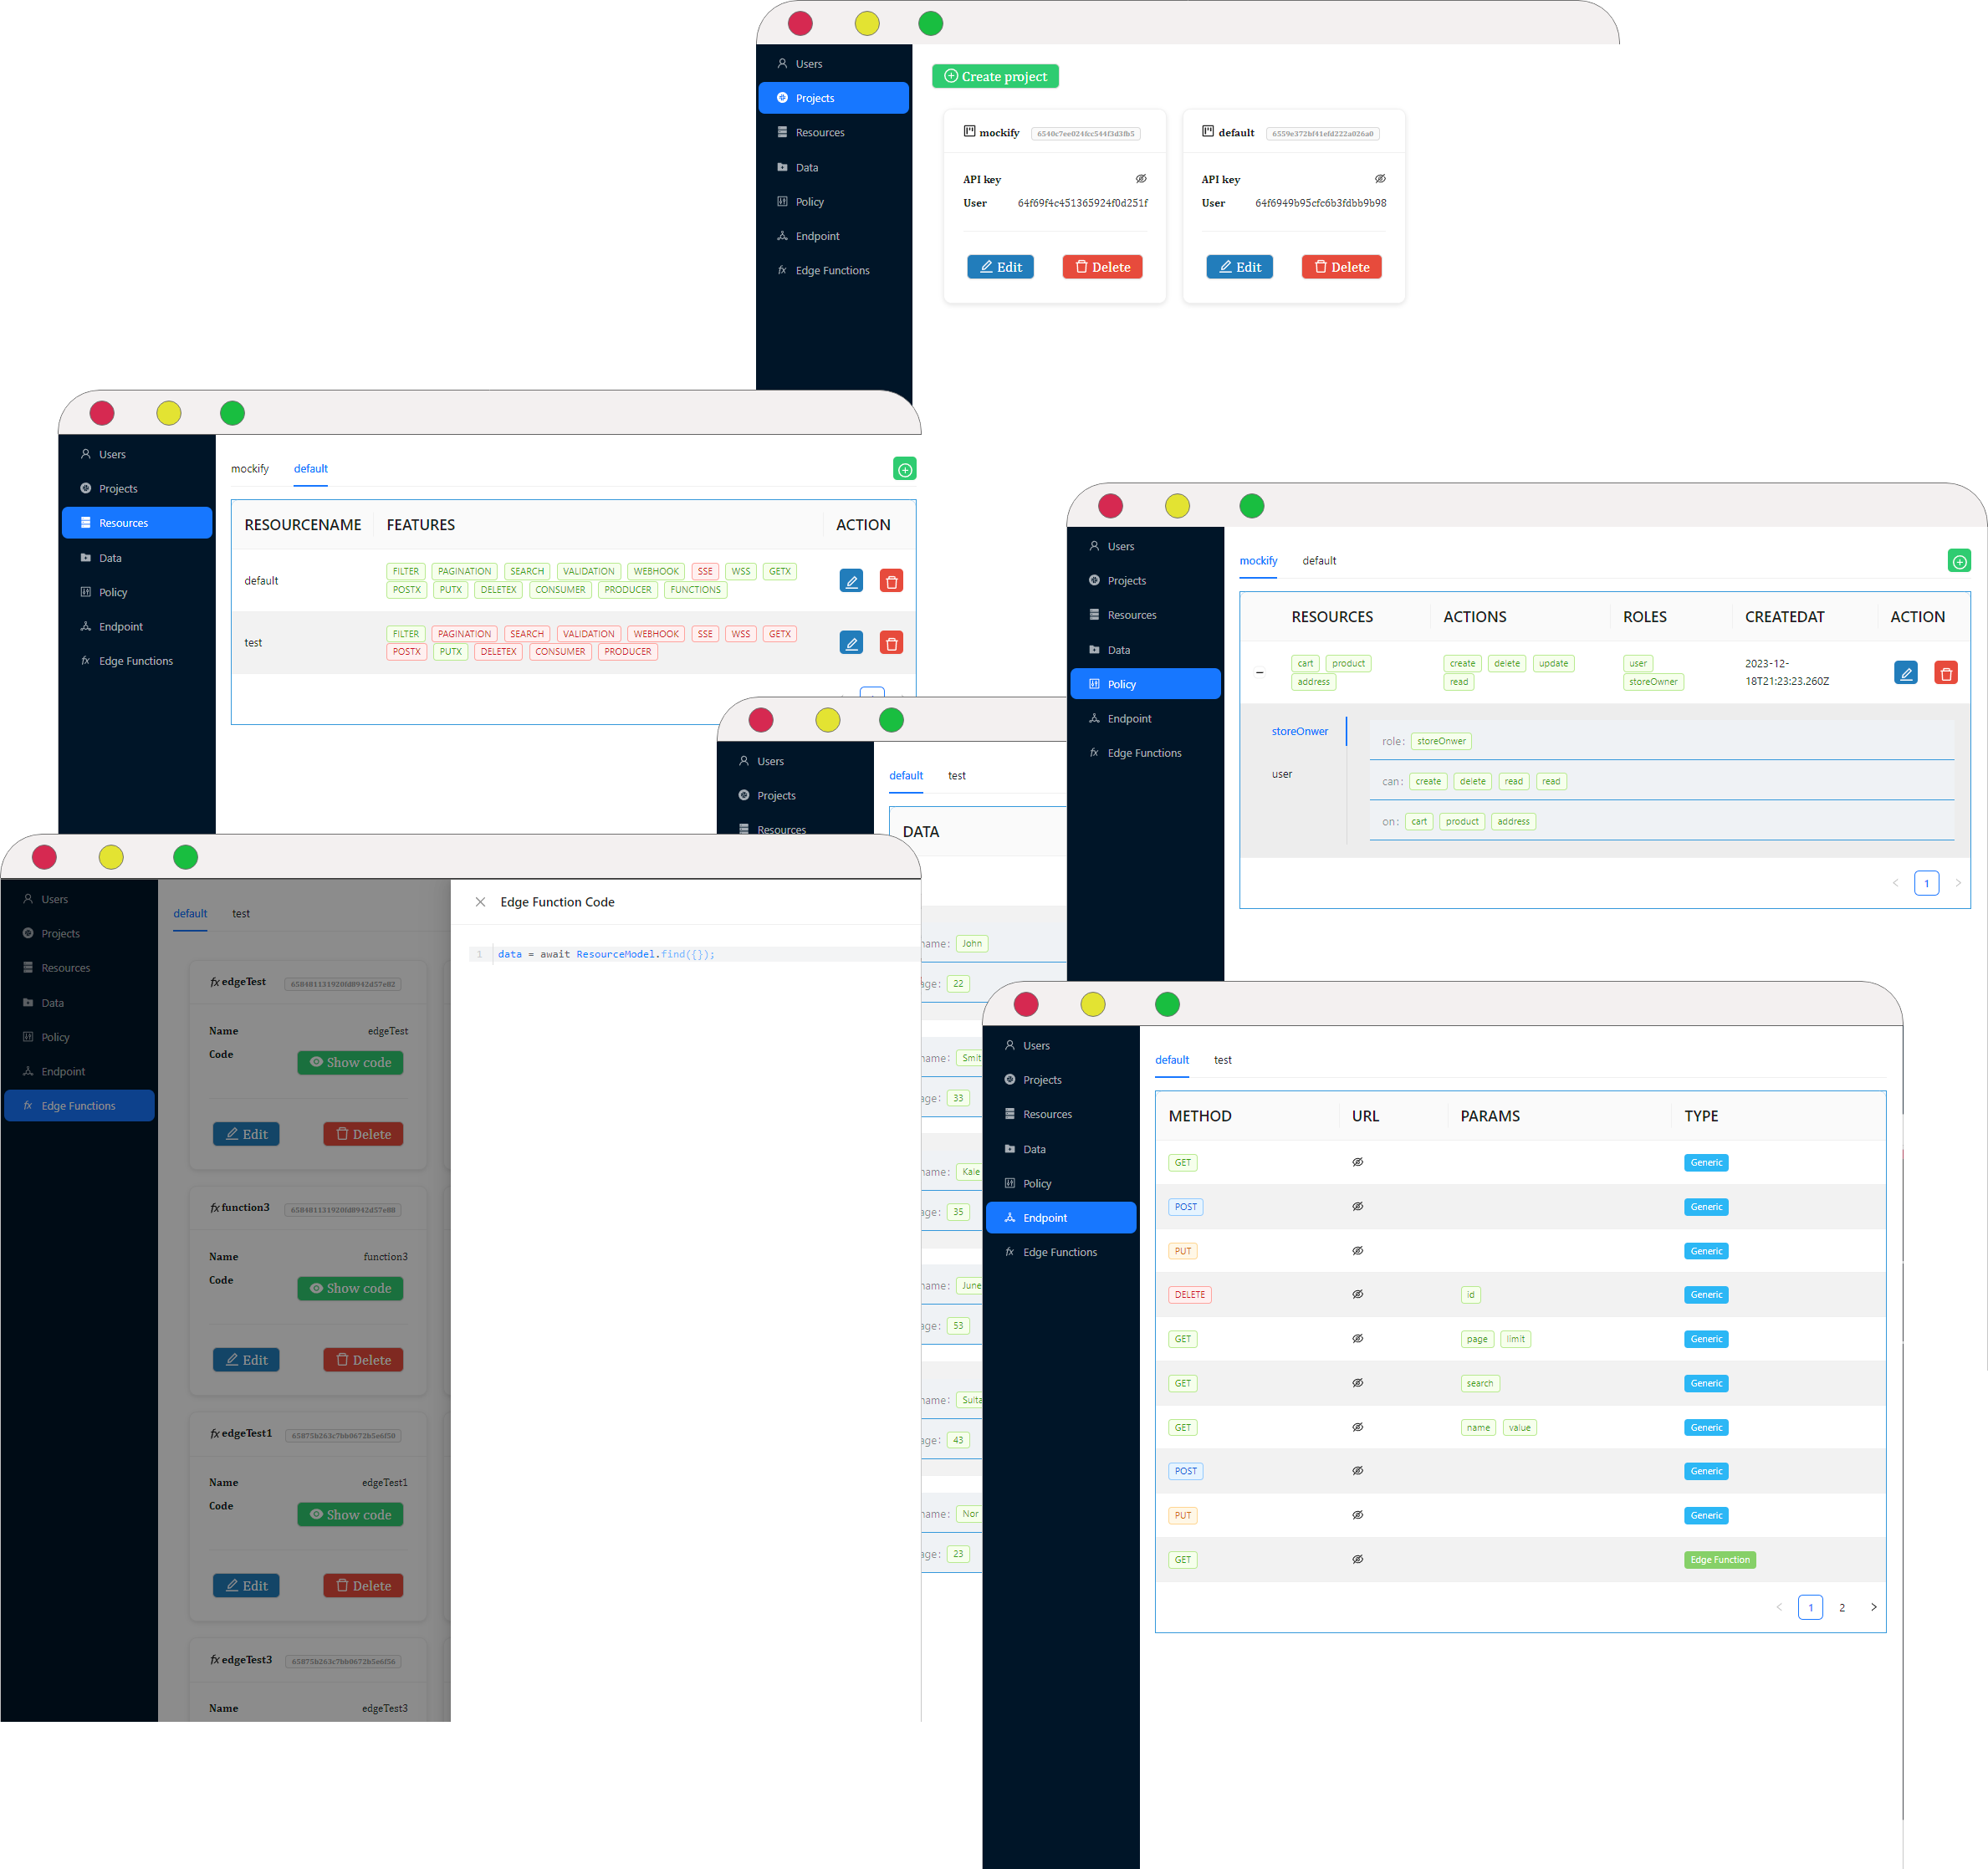 Users
Projects
Resources
Data
Policy
Endpoint
Edge Functions
Create project
mockify 6540c7ee024fcc544f3d3fb5
API key
User 64f69f4c451365924f0d251f
Edit Delete
default 6559e372bf41efd222a026a0
API key
User 64f6949b95cfc6b3fdbb9b98
Edit Delete
Users
Projects
Resources
Data
Policy
Endpoint
Edge Functions
mockify default
RESOURCENAME FEATURES ACTION
default
FILTER PAGINATION SEARCH VALIDATION WEBHOOK SSE WSS GETX
POSTX PUTX DELETEX CONSUMER PRODUCER FUNCTIONS
test
FILTER PAGINATION SEARCH VALIDATION WEBHOOK SSE WSS GETX
POSTX PUTX DELETEX CONSUMER PRODUCER
Users
Projects
Resources
Data
Policy
Endpoint
Edge Functions
mockify default
RESOURCES ACTIONS ROLES CREATEDAT ACTION
cart product create delete update user 2023-12-
address read storeOwner 18T21:23:23.260Z
storeOnwer
user
role: storeOnwer
can: create delete read read
on: cart product address
< 1 >
Users
Projects
Resources
default test
DATA
name: John
age: 22
name: Smit
age: 33
name: Kale
age: 35
name: June
age: 53
name: Sulta
age: 43
name: Nor
age: 23
Users
Projects
Resources
Data
Policy
Endpoint
Edge Functions
default test
fx edgeTest
Name edgeTest
Code Show code
Edit Delete
fx function3
Name function3
Code Show code
Edit Delete
fx edgeTest1 65875b263c7bb0672b5e6f50
Name edgeTest1
Code Show code
Edit Delete
fx edgeTest3 65875b263c7bb0672b5e6f56
Name edgeTest3
Edge Function Code
1 data = await ResourceModel.find({});
Users
Projects
Resources
Data
Policy
Endpoint
Edge Functions
default test
METHOD URL PARAMS TYPE
GET Generic
POST Generic
PUT Generic
DELETE id Generic
GET page limit Generic
GET search Generic
GET name value Generic
POST Generic
PUT Generic
GET Edge Function
< 1 2 >